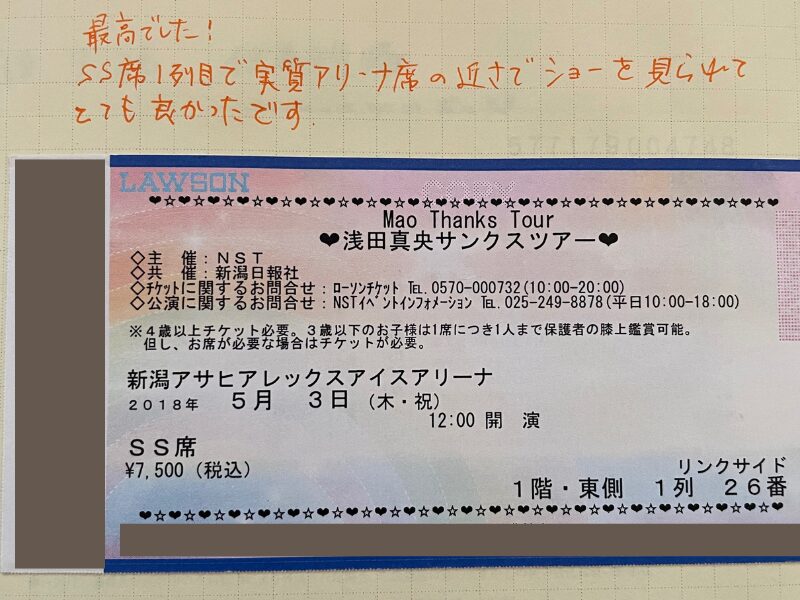 最高でした!
SS席1列目で実質アリーナ席の近さでショーを見られて
とても良かったです.
LAWSON
❤☆❤☆❤☆❤☆❤☆❤☆❤☆❤☆❤☆❤☆❤☆❤☆❤☆❤☆❤
Mao Thanks Tour
❤浅田真央サンクスツアー❤
◇主　催：NST
◇共　催：新潟日報社
◇ﾁｹｯﾄに関するお問合せ：ﾛｰｿﾝﾁｹｯﾄ ℡.0570-000732(10:00-20:00)
◇公演に関するお問合せ：NSTｲﾍﾞﾝﾄｲﾝﾌｫﾒｰｼｮﾝ ℡.025-249-8878(平日10:00-18:00)
※４歳以上チケット必要。３歳以下のお子様は1席につき1人まで保護者の膝上鑑賞可能。
但し、お席が必要な場合はチケットが必要。
新潟アサヒアレックスアイスアリーナ
２０１８年　５月　３日（木・祝）
12:00 開　演
ＳＳ席
¥7,500（税込）
リンクサイド
１階・東側　１列　２６番
❤☆❤☆❤☆❤☆❤☆❤☆❤☆❤☆❤☆❤☆❤☆❤☆❤☆❤☆❤